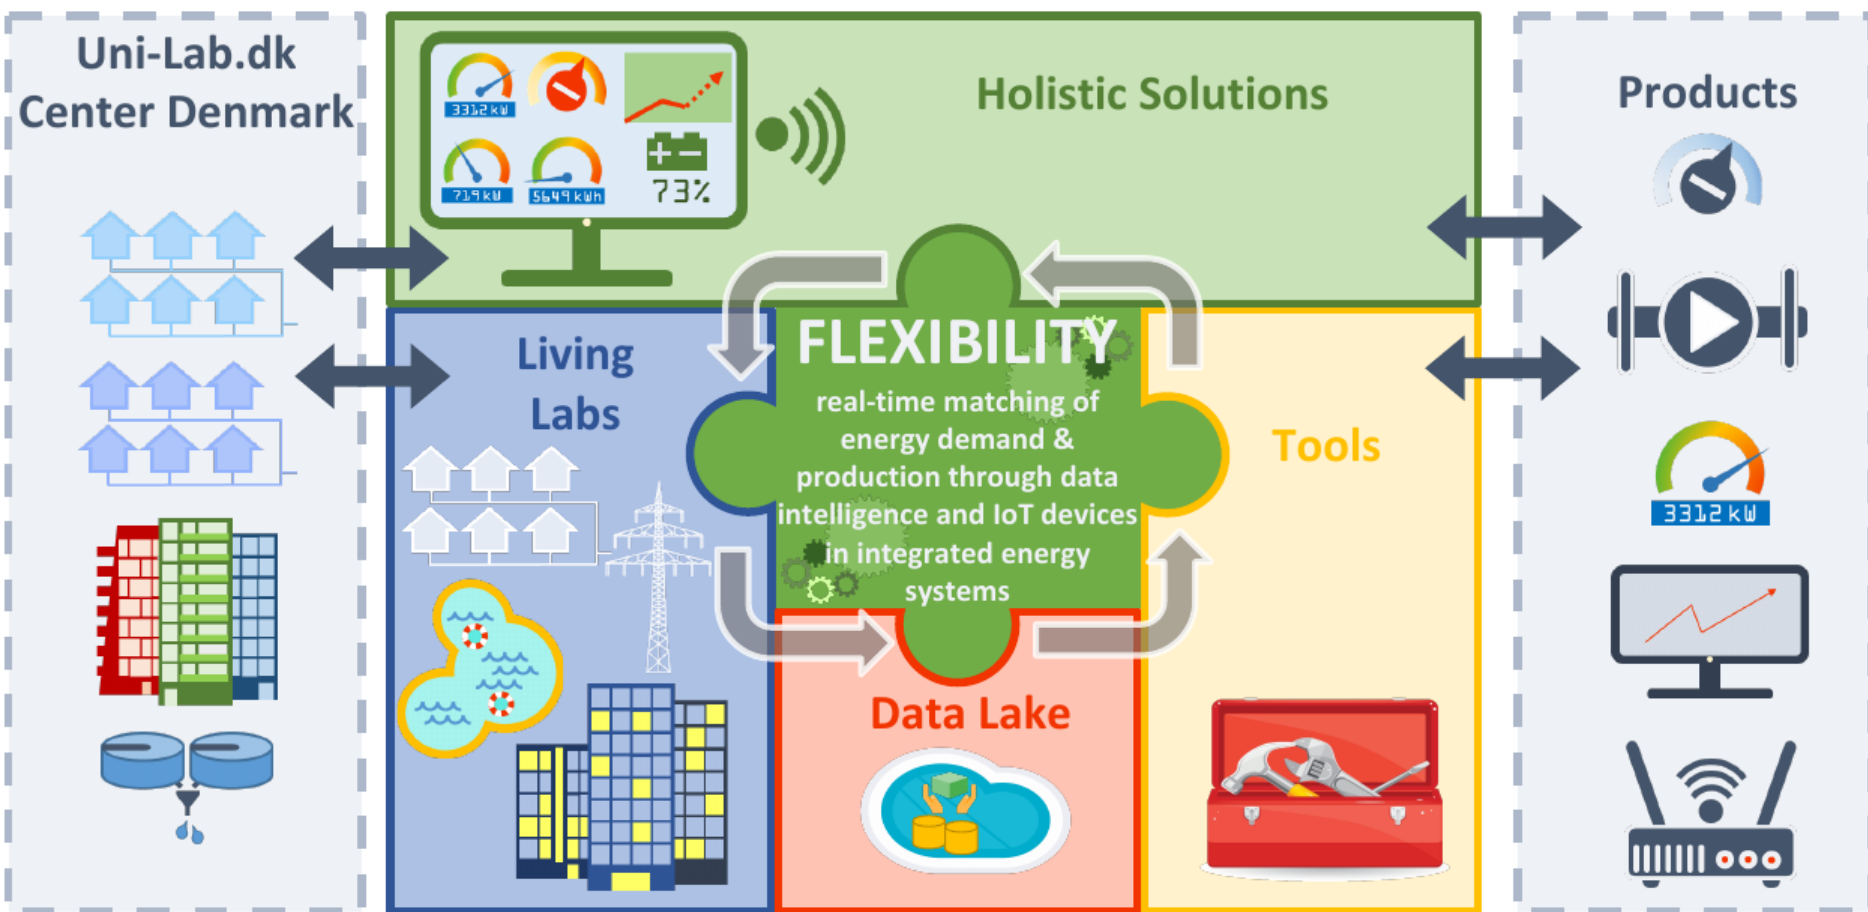 Uni-Lab.dk
Center Denmark
3312 kW
719 kW
5649 kWh
73%
Holistic Solutions
Products
Living
Labs
FLEXIBILITY
real-time matching of
energy demand &
production through data
intelligence and IoT devices
in integrated energy
systems
Tools
Data Lake
3312 kW